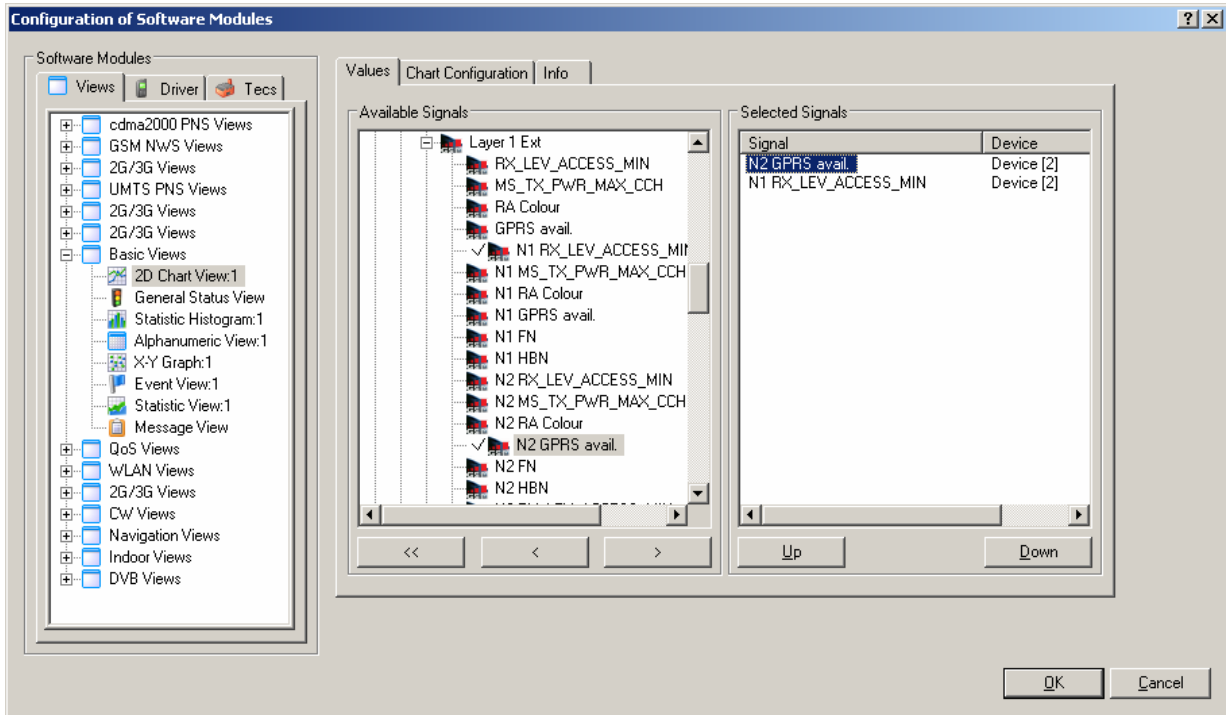 Configuration of Software Modules
Software Modules
Views Driver Tecs
cdma2000 PNS Views
GSM NWS Views
2G/3G Views
UMTS PNS Views
2G/3G Views
2G/3G Views
Basic Views
2D Chart View:1
General Status View
Statistic Histogram:1
Alphanumeric View:1
X-Y Graph:1
Event View:1
Statistic View:1
Message View
QoS Views
WLAN Views
2G/3G Views
CW Views
Navigation Views
Indoor Views
DVB Views
Values Chart Configuration Info
Available Signals
Layer 1 Ext
RX_LEV_ACCESS_MIN
MS_TX_PWR_MAX_CCH
RA Colour
GPRS avail.
N1 RX_LEV_ACCESS_MIN
N1 MS_TX_PWR_MAX_CCH
N1 RA Colour
N1 GPRS avail.
N1 FN
N1 HBN
N2 RX_LEV_ACCESS_MIN
N2 MS_TX_PWR_MAX_CCH
N2 RA Colour
N2 GPRS avail.
N2 FN
N2 HBN
<< < >
Selected Signals
Signal Device
N2 GPRS avail. Device [2]
N1 RX_LEV_ACCESS_MIN Device [2]
Up Down
OK Cancel